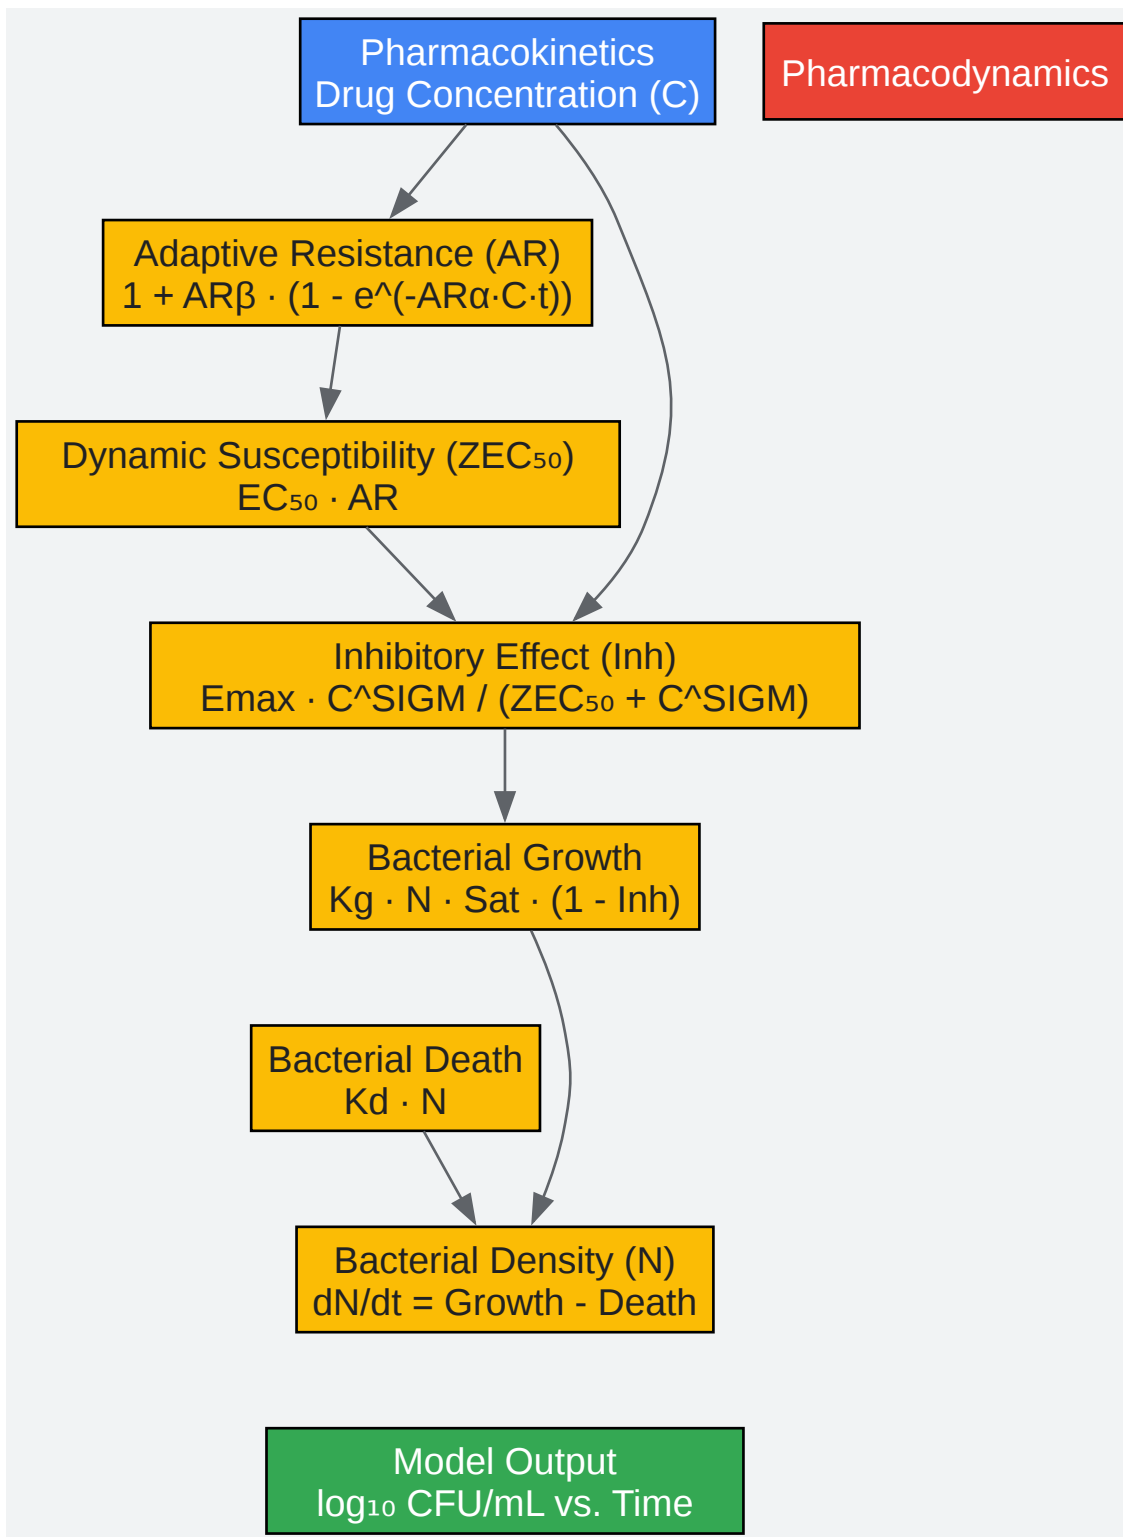 Pharmacokinetics
Drug Concentration (C)
Pharmacodynamics
Adaptive Resistance (AR)
1 + ARβ · (1 - e^(-ARα·C·t))
Dynamic Susceptibility (ZEC₅₀)
EC₅₀ · AR
Inhibitory Effect (Inh)
Emax · C^SIGM / (ZEC₅₀ + C^SIGM)
Bacterial Growth
Kg · N · Sat · (1 - Inh)
Bacterial Death
Kd · N
Bacterial Density (N)
dN/dt = Growth - Death
Model Output
log₁₀ CFU/mL vs. Time